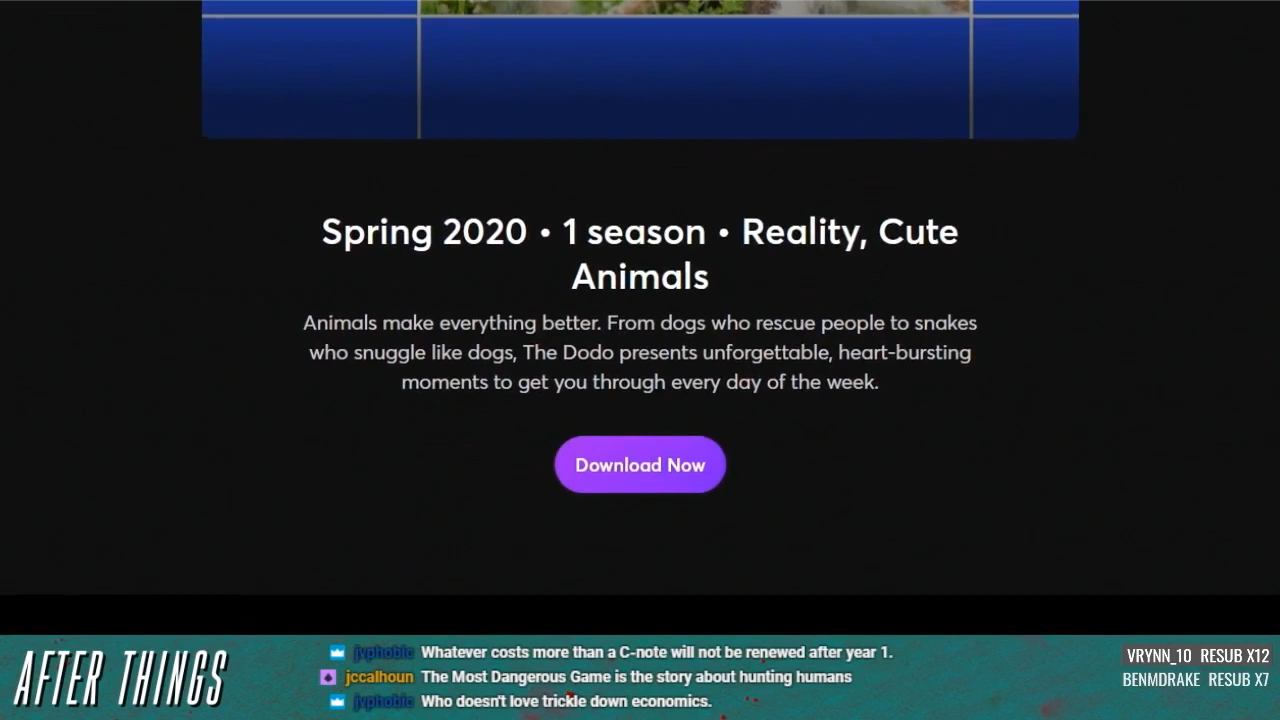 Spring 2020 • 1 season • Reality, Cute
Animals
Animals make everything better. From dogs who rescue people to snakes
who snuggle like dogs, The Dodo presents unforgettable, heart-bursting
moments to get you through every day of the week.
Download Now
AFTER THINGS
jvphobic Whatever costs more than a C-note will not be renewed after year 1.
jccalhoun The Most Dangerous Game is the story about hunting humans
jvphobic Who doesn't love trickle down economics.
VRYNN_10 RESUB X12
BENMDRAKE RESUB X7